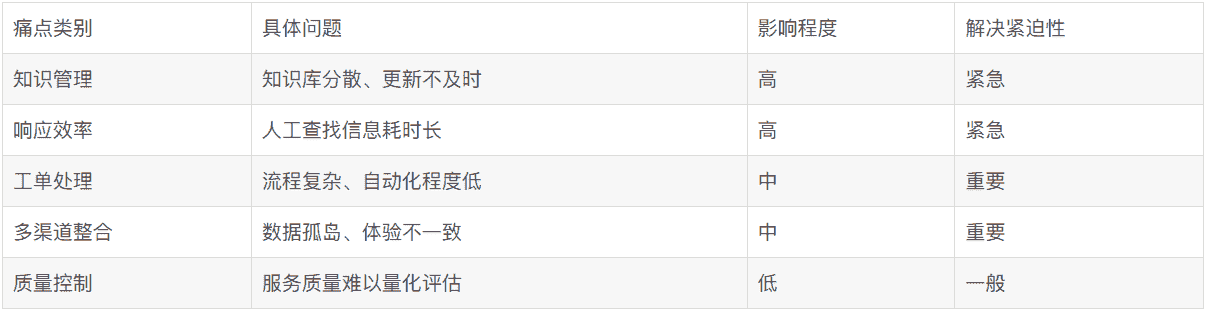 痛点类别 具体问题 影响程度 解决紧迫性
知识管理 知识库分散、更新不及时 高 紧急
响应效率 人工查找信息耗时长 高 紧急
工单处理 流程复杂、自动化程度低 中 重要
多渠道整合 数据孤岛、体验不一致 中 重要
质量控制 服务质量难以量化评估 低 一般